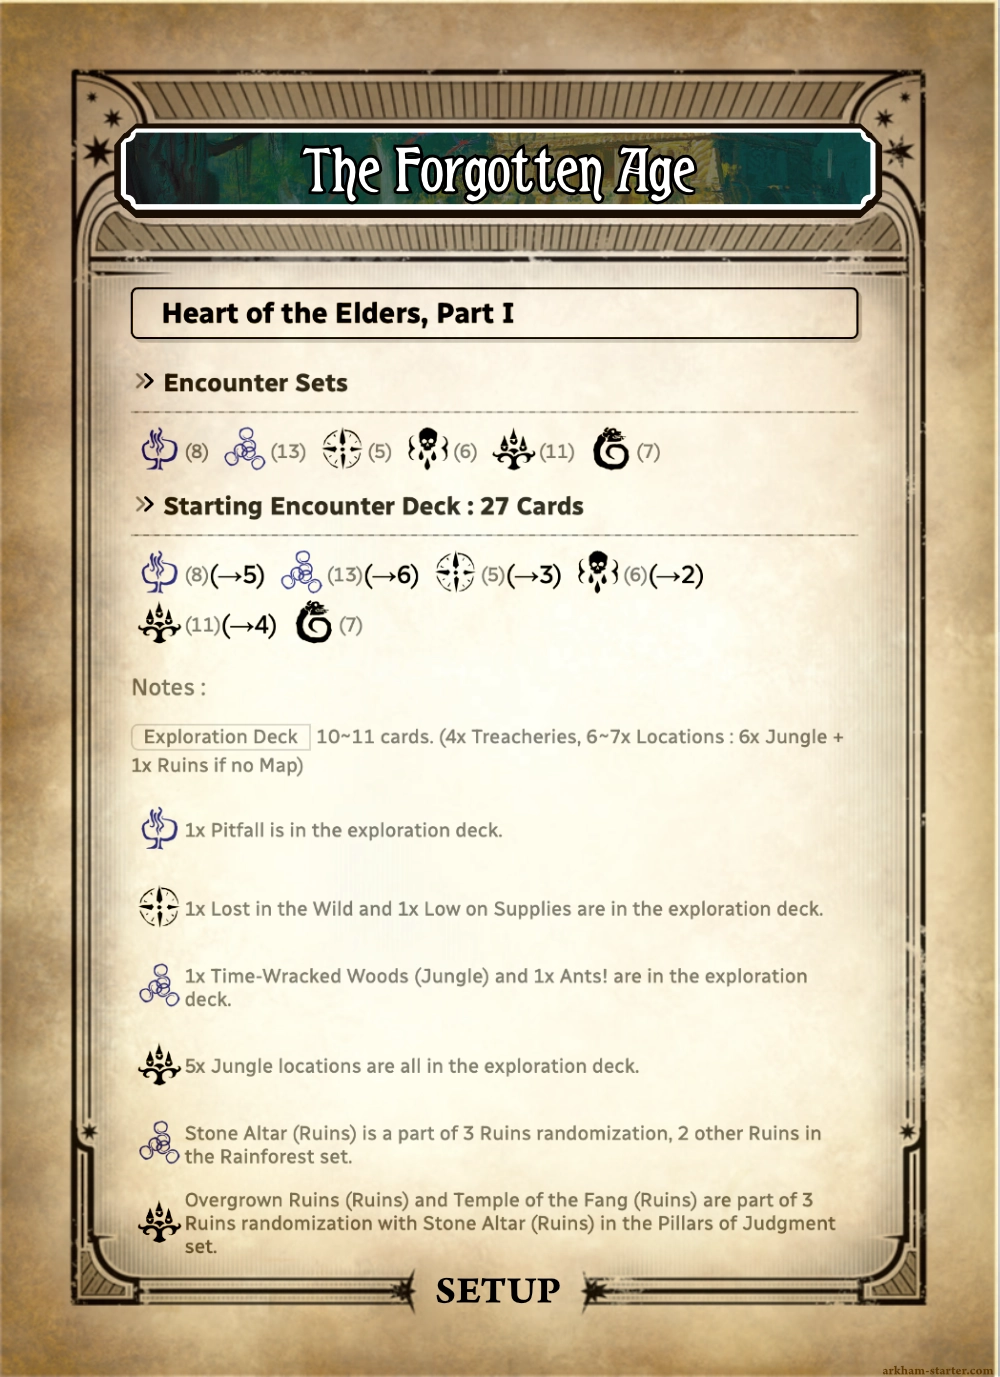 The Forgotten Age
Heart of the Elders, Part I
» Encounter Sets
(8) (13) (5) (6) (11) (7)
» Starting Encounter Deck : 27 Cards
(8)(→5) (13)(→6) (5)(→3) (6)(→2)
(11)(→4) (7)
Notes :
Exploration Deck 10~11 cards. (4x Treacheries, 6~7x Locations : 6x Jungle +
1x Ruins if no Map)
1x Pitfall is in the exploration deck.
1x Lost in the Wild and 1x Low on Supplies are in the exploration deck.
1x Time-Wracked Woods (Jungle) and 1x Ants! are in the exploration
deck.
5x Jungle locations are all in the exploration deck.
Stone Altar (Ruins) is a part of 3 Ruins randomization, 2 other Ruins in
the Rainforest set.
Overgrown Ruins (Ruins) and Temple of the Fang (Ruins) are part of 3
Ruins randomization with Stone Altar (Ruins) in the Pillars of Judgment
set.
SETUP
arkham-starter.com